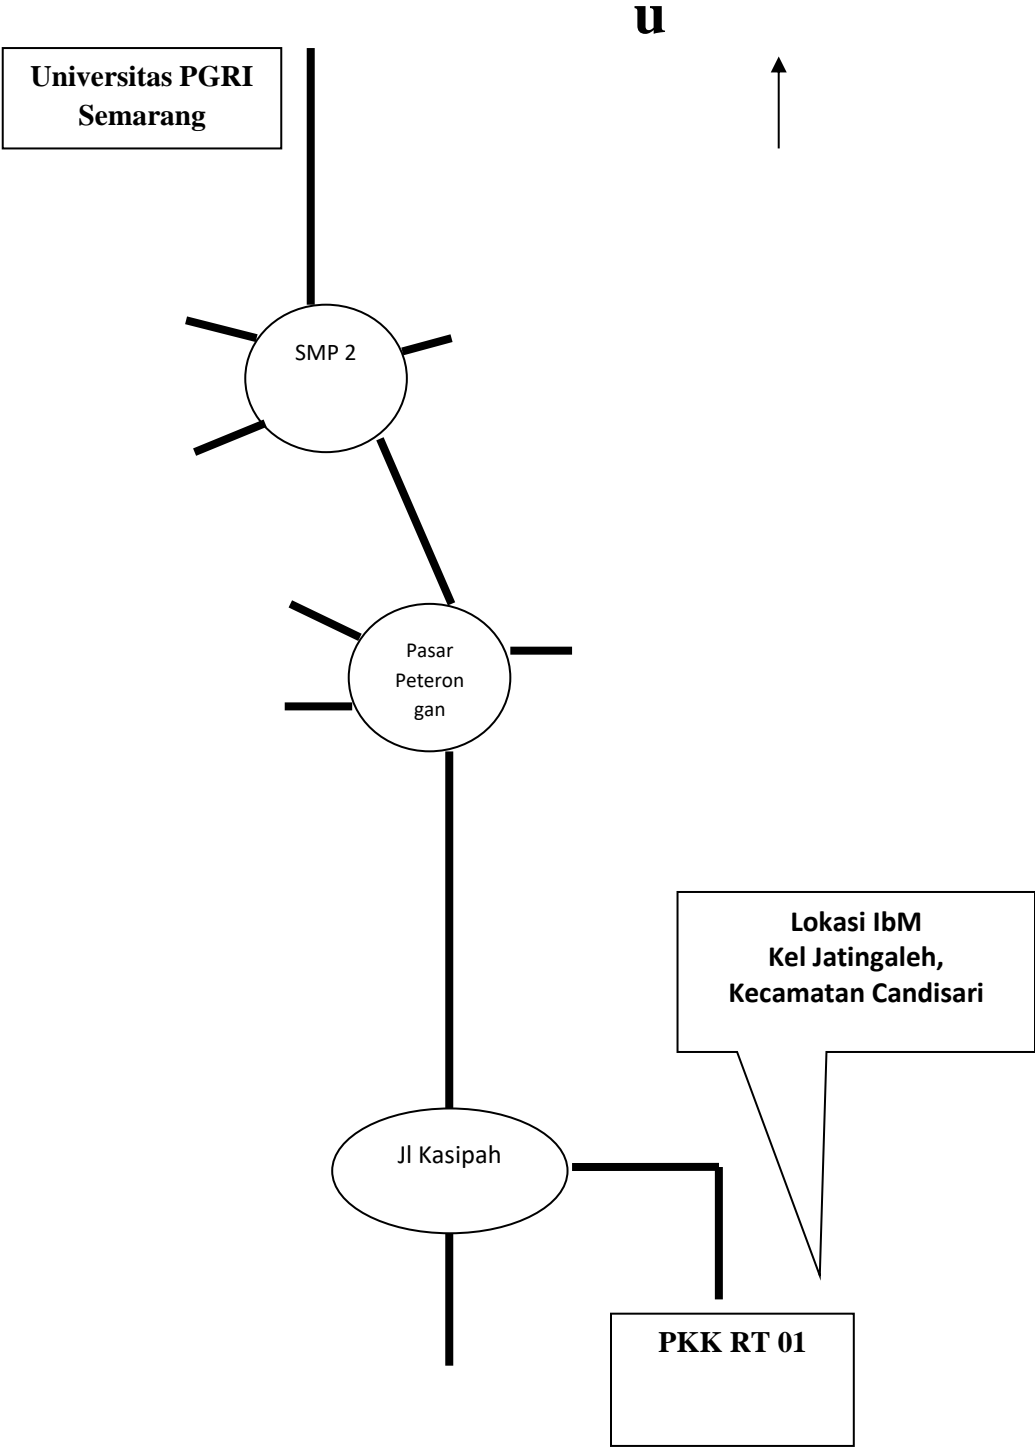 u
Universitas PGRI
Semarang
SMP 2
Pasar
Peteron
gan
Lokasi IbM
Kel Jatingaleh,
Kecamatan Candisari
Jl Kasipah
PKK RT 01